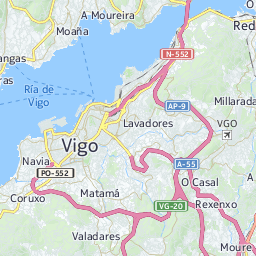 A Moureira
Moaña
Rede
angas
N-552
Ría de
Vigo
AP-9
Millarada
Lavadores
VGO
Vigo
Navia
A-55
PO-552
O Casal
Matamá
Coruxo
VG-20
Rexenxo
Valadares
Moure